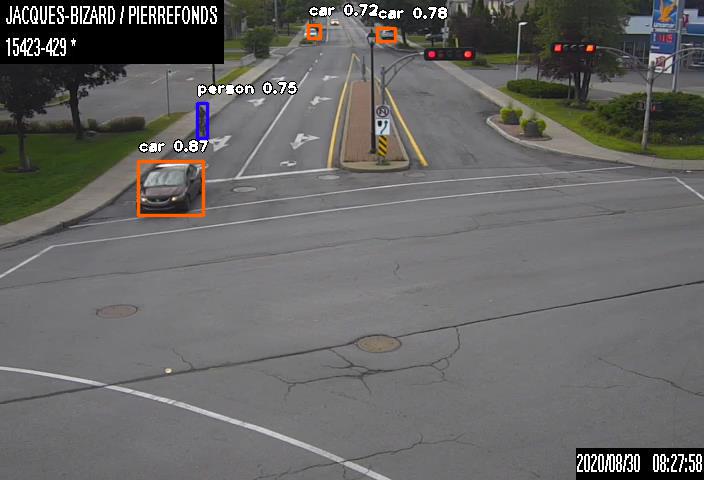 JACQUES-BIZARD / PIERREFONDS
15423-429 *
car 0.72
car 0.78
person 0.75
car 0.87
2020/08/30 08:27:58